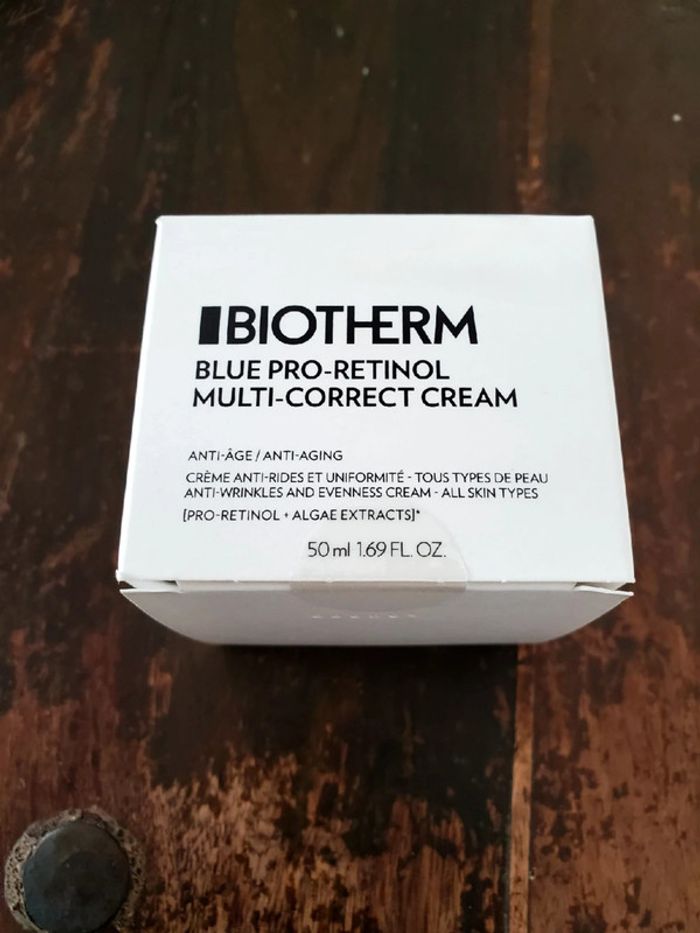 BIOTHERM
BLUE PRO-RETINOL
MULTI-CORRECT CREAM
ANTI-ÂGE / ANTI-AGING
CRÈME ANTI-RIDES ET UNIFORMITÉ - TOUS TYPES DE PEAU
ANTI-WRINKLES AND EVENNESS CREAM - ALL SKIN TYPES
[PRO-RETINOL + ALGAE EXTRACTS]*
50 ml 1.69 FL. OZ.